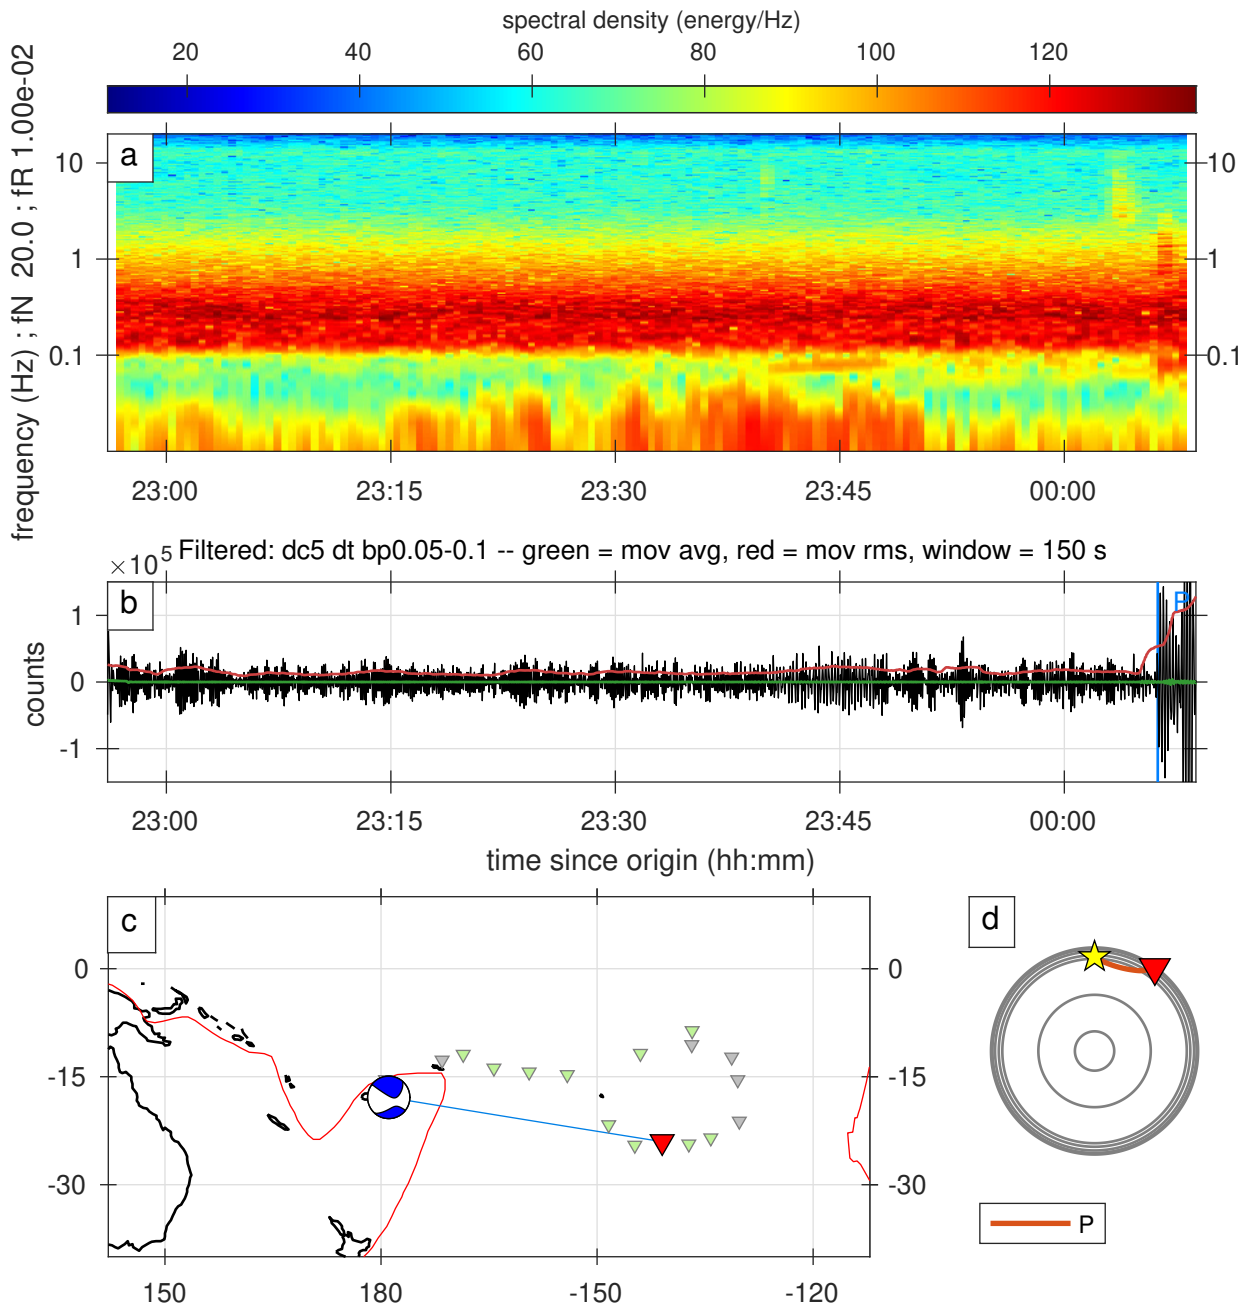 spectral density (energy/Hz)
20 40 60 80 100 120
a
frequency (Hz) ; fN 20.0 ; fR 1.00e-02
10 10
1 1
0.1 0.1
23:00 23:15 23:30 23:45 00:00
Filtered: dc5 dt bp0.05-0.1 -- green = mov avg, red = mov rms, window = 150 s
×10^5
b
P
counts
1
0
-1
23:00 23:15 23:30 23:45 00:00
time since origin (hh:mm)
c
d
0 0
-15 -15
-30 -30
150 180 -150 -120
P